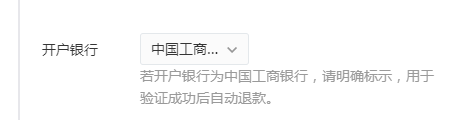 开户银行 中国工商...
若开户银行为中国工商银行，请明确标示，用于
验证成功后自动退款。